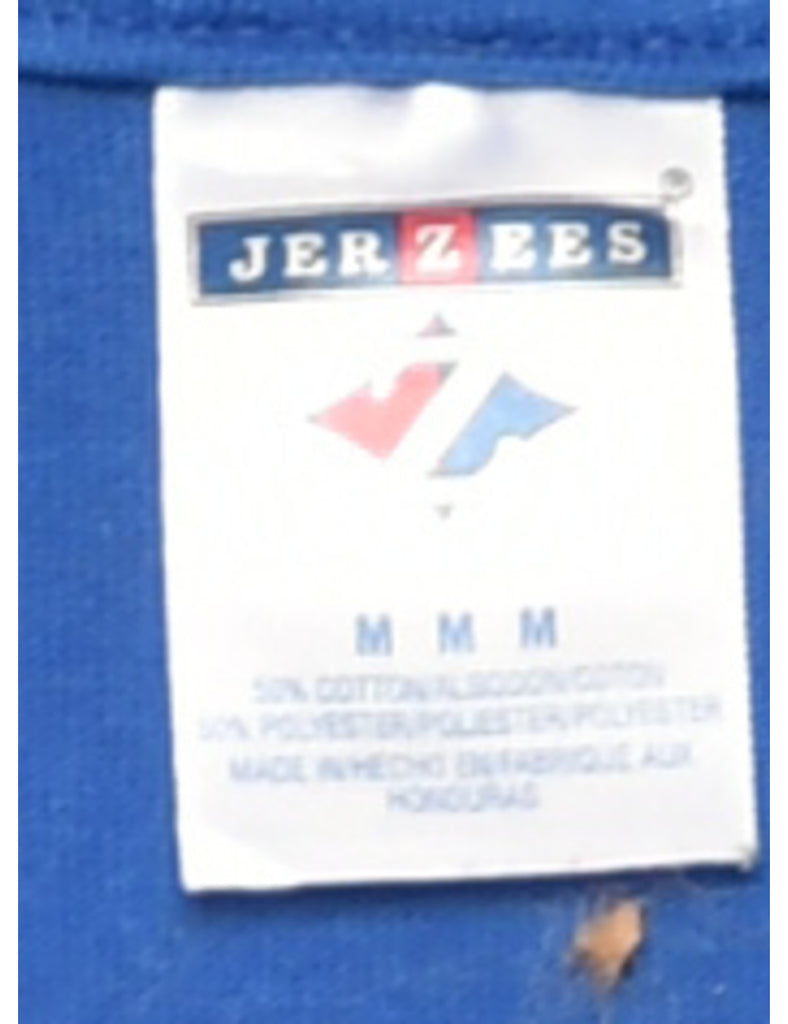 JERZEES
M M M
50% COTTON/ALGODON/COTON
50% POLYESTER/POLIESTER/POLYESTER
MADE IN/HECHO EN/FABRIQUE AUX
HONDURAS